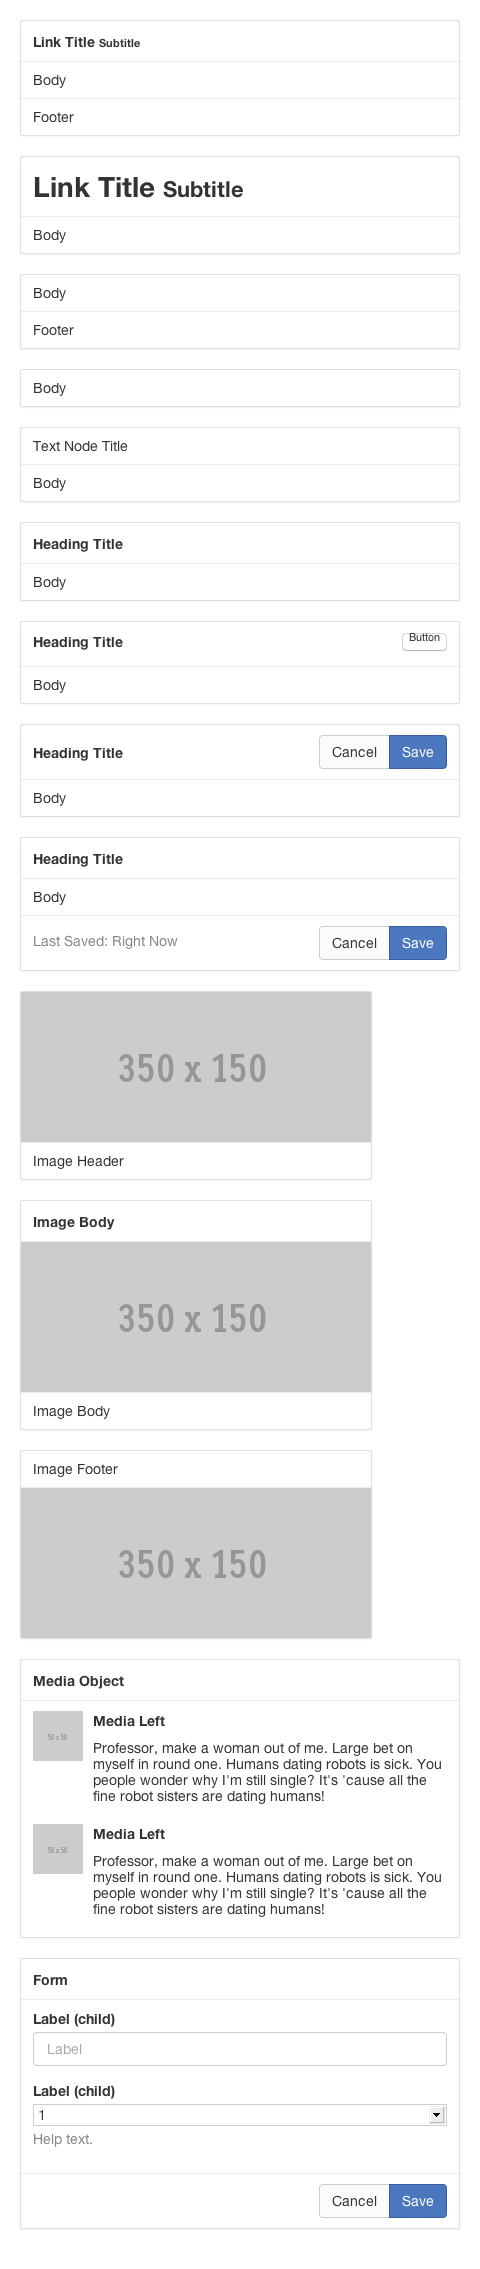 Link Title Subtitle
Body
Footer
Link Title Subtitle
Body
Body
Footer
Body
Text Node Title
Body
Heading Title
Body
Heading Title Button
Body
Heading Title Cancel Save
Body
Heading Title
Body
Last Saved: Right Now Cancel Save
350 x 150
Image Header
Image Body
350 x 150
Image Body
Image Footer
350 x 150
Media Object
50 x 50
Media Left
Professor, make a woman out of me. Large bet on
myself in round one. Humans dating robots is sick. You
people wonder why I'm still single? It's 'cause all the
fine robot sisters are dating humans!
50 x 50
Media Left
Professor, make a woman out of me. Large bet on
myself in round one. Humans dating robots is sick. You
people wonder why I'm still single? It's 'cause all the
fine robot sisters are dating humans!
Form
Label (child)
Label
Label (child)
1
Help text.
Cancel Save